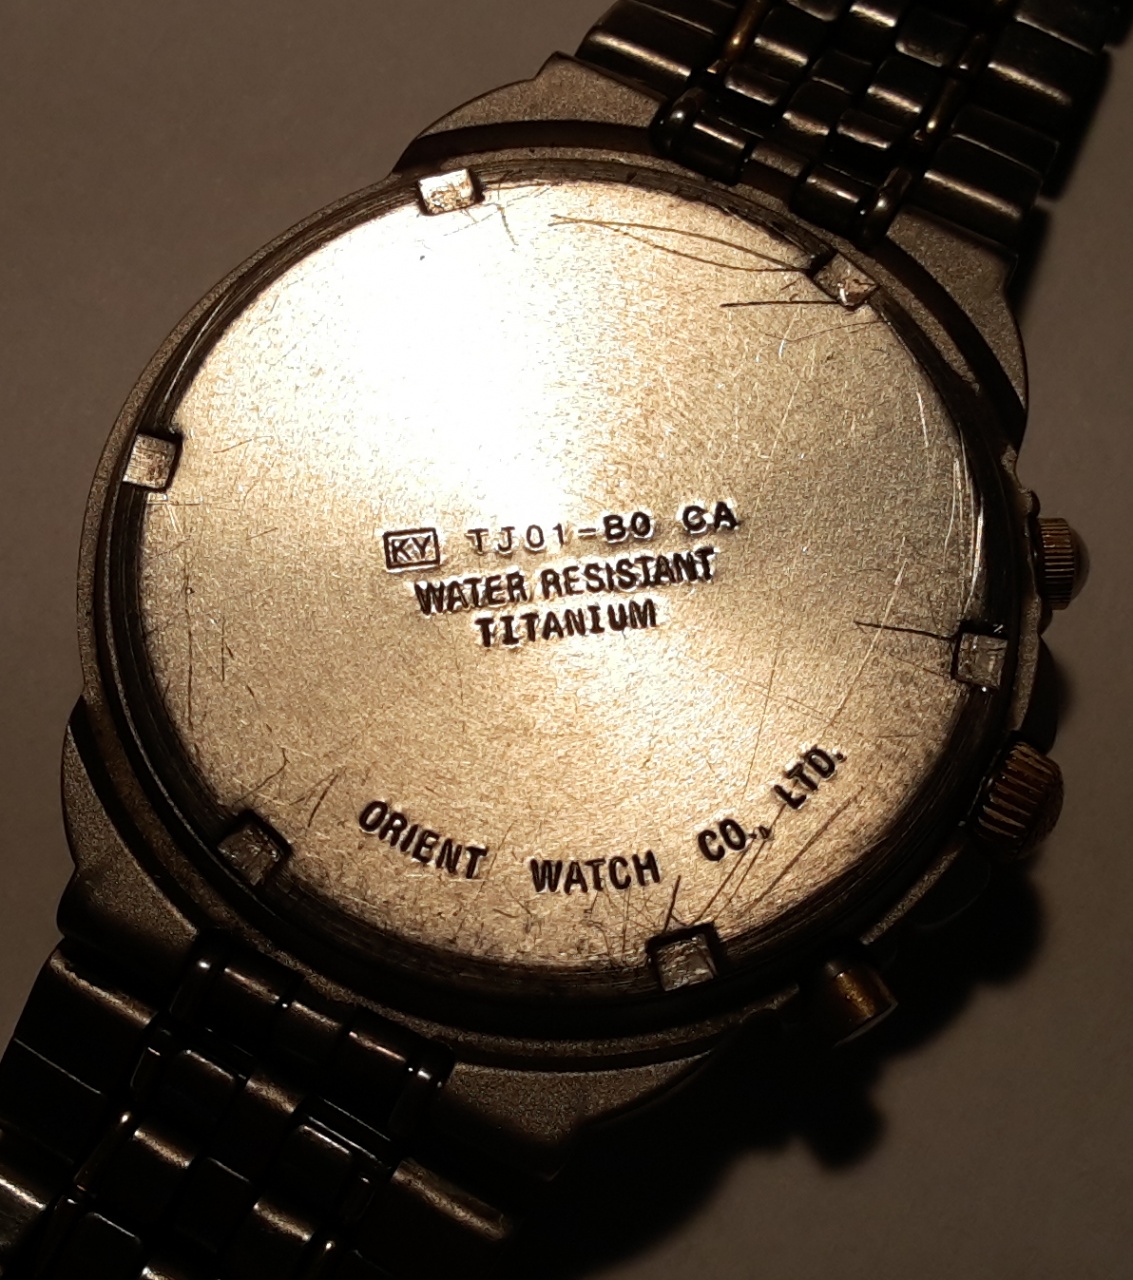 KY TJ01-B0 CA
WATER RESISTANT
TITANIUM
ORIENT WATCH CO., LTD.